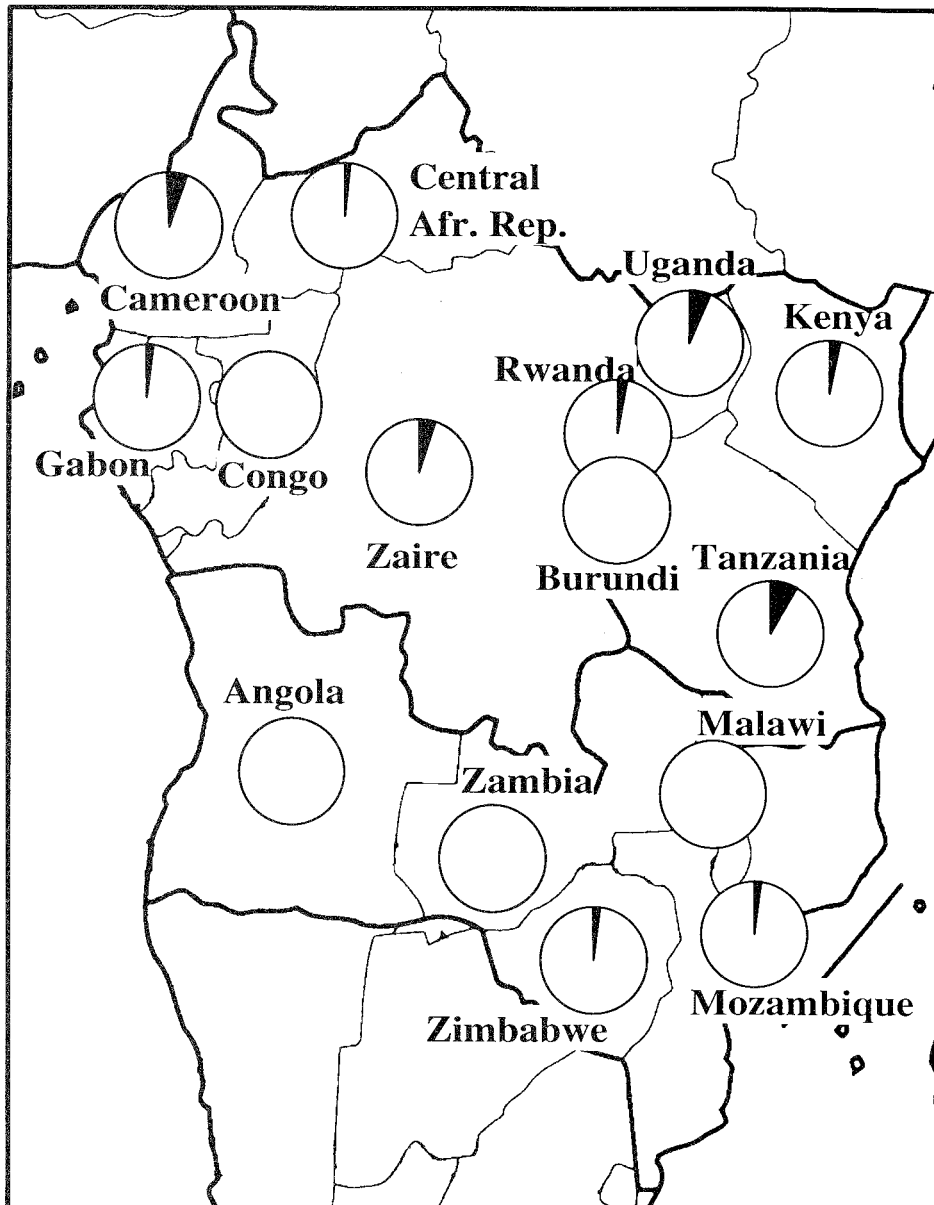 Central
Afr. Rep.
Uganda
Cameroon
Kenya
Rwanda
Gabon
Congo
Zaire
Tanzania
Burundi
Angola
Malawi
Zambia
Mozambique
Zimbabwe